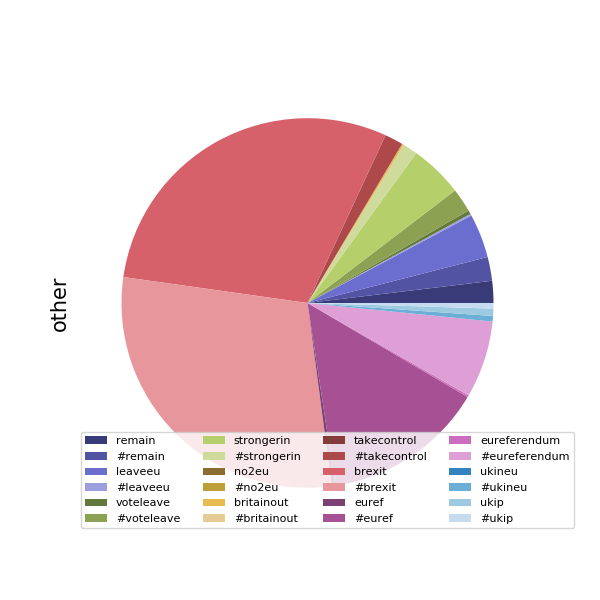 other
remain
#remain
leaveeu
#leaveeu
voteleave
#voteleave
strongerin
#strongerin
no2eu
#no2eu
britainout
#britainout
takecontrol
#takecontrol
brexit
#brexit
euref
#euref
eureferendum
#eureferendum
ukineu
#ukineu
ukip
#ukip